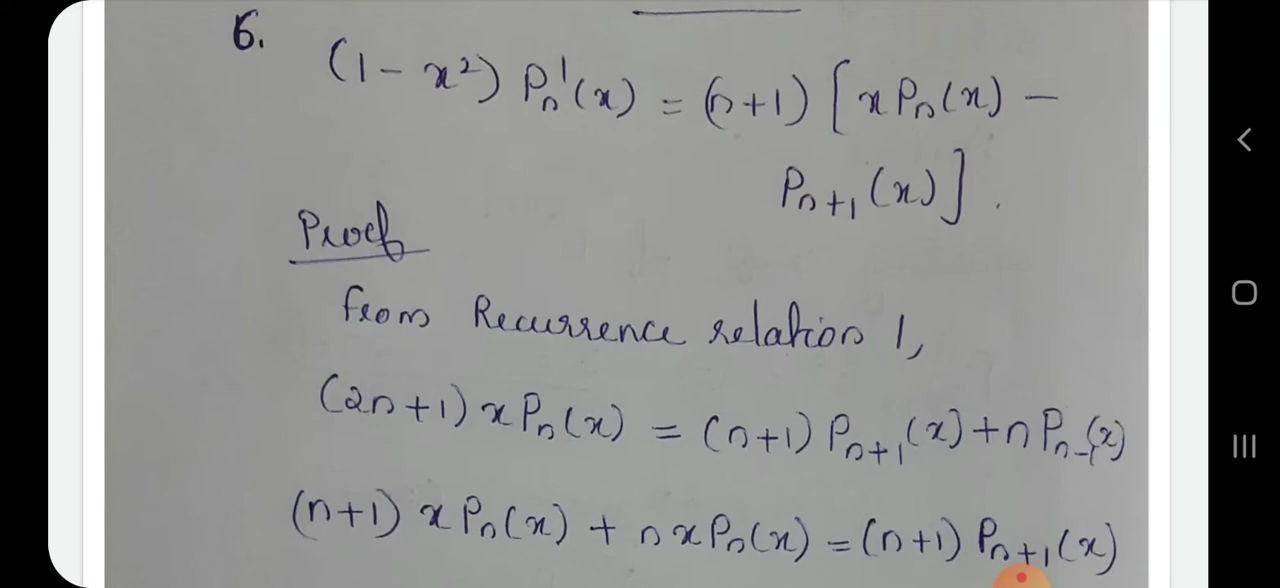 6.
(1 - x²) Pn'(x) = (n+1) [x Pn(x) -
Pn+1(x)].
Proof
from Recurrence relation 1,
(2n+1) x Pn(x) = (n+1) Pn+1(x) + n Pn-1(x)
(n+1) x Pn(x) + n x Pn(x) = (n+1) Pn+1(x)